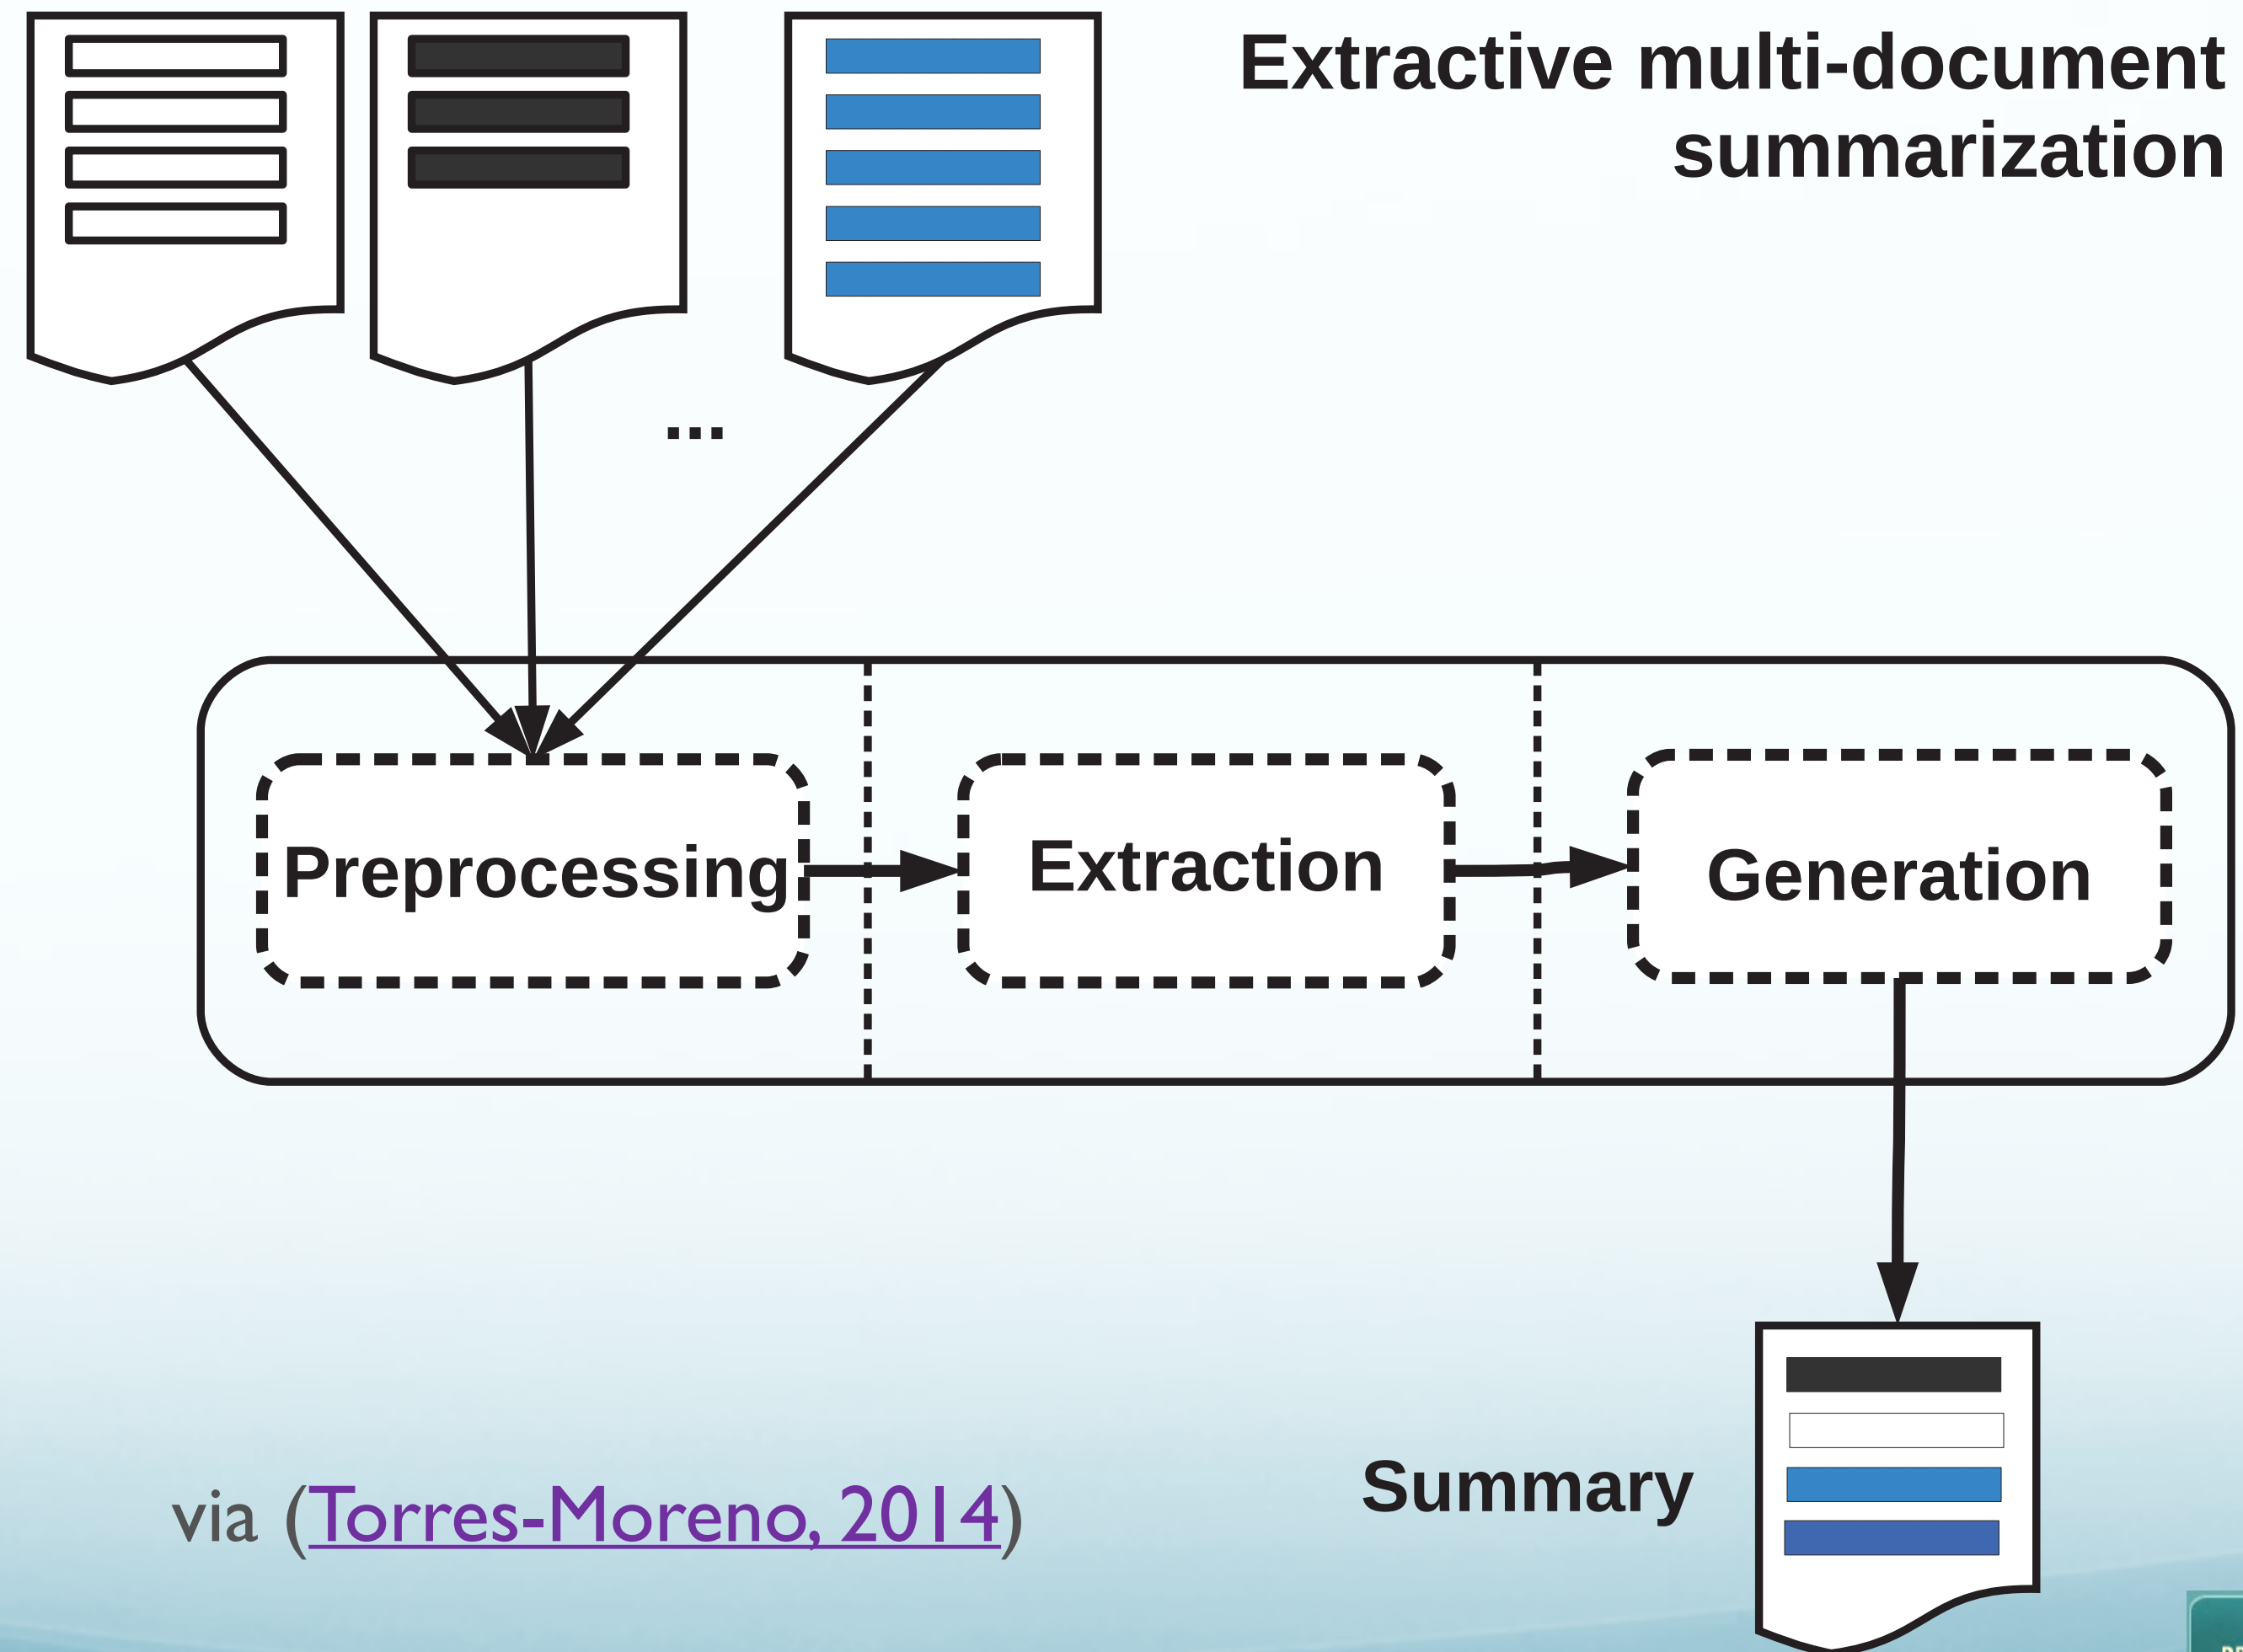 Extractive multi-document
summarization
....
Preprocessing
Extraction
Generation
Summary
via (Torres-Moreno, 2014)